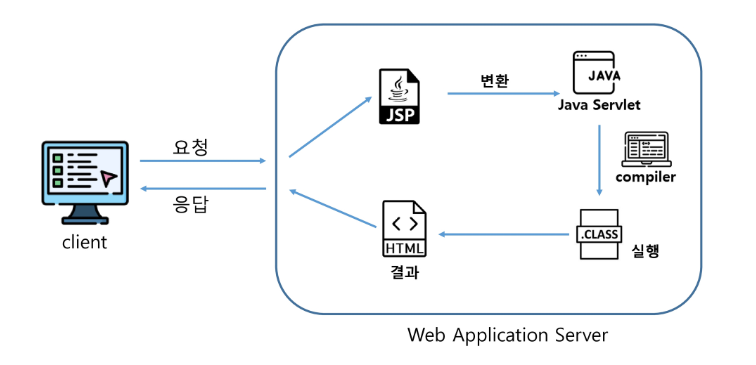 요청
응답
client
JSP
변환
JAVA
Java Servlet
compiler
.CLASS
실행
HTML
결과
Web Application Server